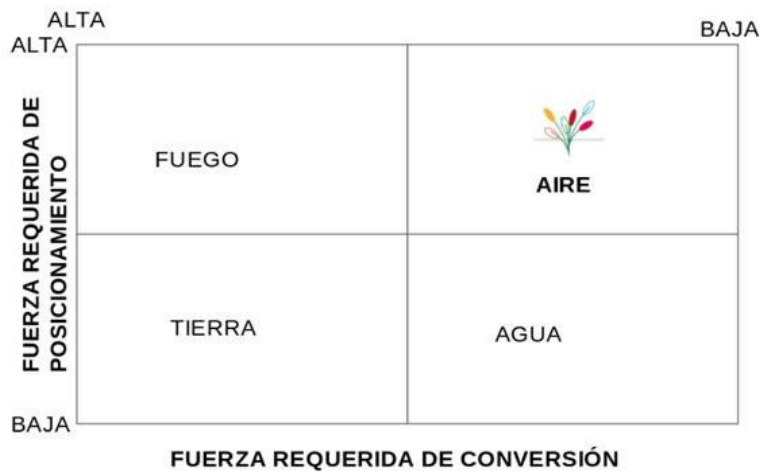 ALTA
ALTA
BAJA
FUERZA REQUERIDA DE
POSICIONAMIENTO
FUEGO
AIRE
TIERRA
AGUA
BAJA
FUERZA REQUERIDA DE CONVERSIÓN